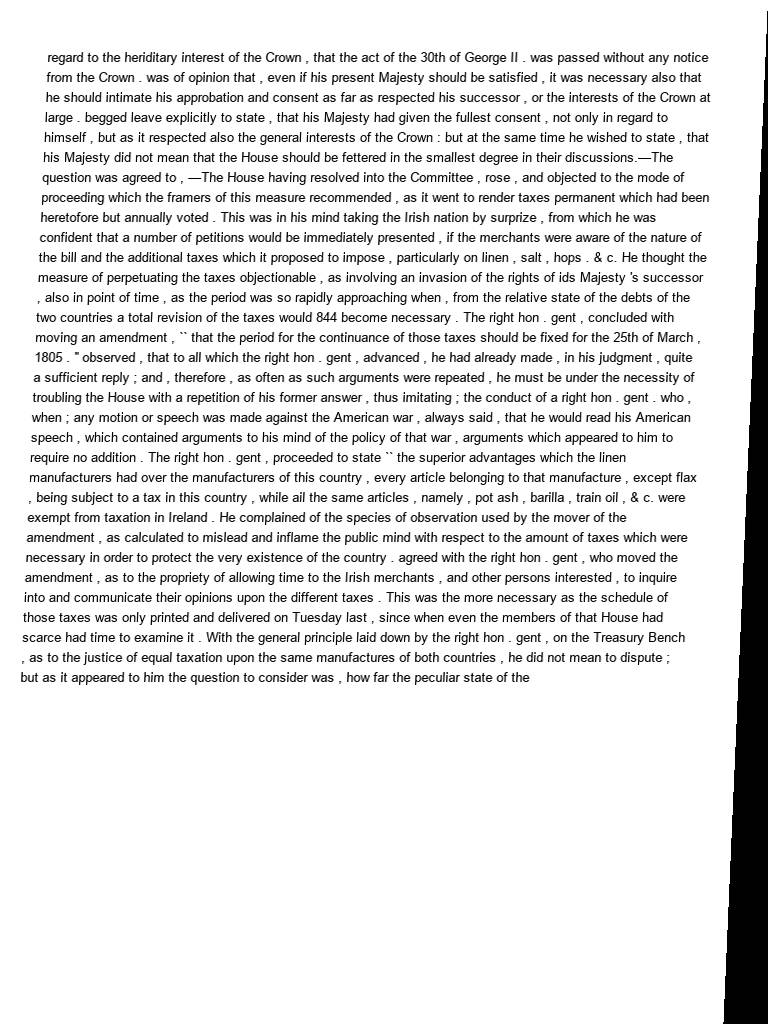 regard to the heriditary interest of the Crown , that the act of the 30th of George II . was passed without any notice
from the Crown . was of opinion that , even if his present Majesty should be satisfied , it was necessary also that
he should intimate his approbation and consent as far as respected his successor , or the interests of the Crown at
large . begged leave explicitly to state , that his Majesty had given the fullest consent , not only in regard to
himself , but as it respected also the general interests of the Crown : but at the same time he wished to state , that
his Majesty did not mean that the House should be fettered in the smallest degree in their discussions.—The
question was agreed to , —The House having resolved into the Committee , rose , and objected to the mode of
proceeding which the framers of this measure recommended , as it went to render taxes permanent which had been
heretofore but annually voted . This was in his mind taking the Irish nation by surprize , from which he was
confident that a number of petitions would be immediately presented , if the merchants were aware of the nature of
the bill and the additional taxes which it proposed to impose , particularly on linen , salt , hops . & c. He thought the
measure of perpetuating the taxes objectionable , as involving an invasion of the rights of ids Majesty 's successor
, also in point of time , as the period was so rapidly approaching when , from the relative state of the debts of the
two countries a total revision of the taxes would 844 become necessary . The right hon . gent , concluded with
moving an amendment , `` that the period for the continuance of those taxes should be fixed for the 25th of March ,
1805 . " observed , that to all which the right hon . gent , advanced , he had already made , in his judgment , quite
a sufficient reply ; and , therefore , as often as such arguments were repeated , he must be under the necessity of
troubling the House with a repetition of his former answer , thus imitating ; the conduct of a right hon . gent . who ,
when ; any motion or speech was made against the American war , always said , that he would read his American
speech , which contained arguments to his mind of the policy of that war , arguments which appeared to him to
require no addition . The right hon . gent , proceeded to state `` the superior advantages which the linen
manufacturers had over the manufacturers of this country , every article belonging to that manufacture , except flax
, being subject to a tax in this country , while ail the same articles , namely , pot ash , barilla , train oil , & c. were
exempt from taxation in Ireland . He complained of the species of observation used by the mover of the
amendment , as calculated to mislead and inflame the public mind with respect to the amount of taxes which were
necessary in order to protect the very existence of the country . agreed with the right hon . gent , who moved the
amendment , as to the propriety of allowing time to the Irish merchants , and other persons interested , to inquire
into and communicate their opinions upon the different taxes . This was the more necessary as the schedule of
those taxes was only printed and delivered on Tuesday last , since when even the members of that House had
scarce had time to examine it . With the general principle laid down by the right hon . gent , on the Treasury Bench
, as to the justice of equal taxation upon the same manufactures of both countries , he did not mean to dispute ;
but as it appeared to him the question to consider was , how far the peculiar state of the